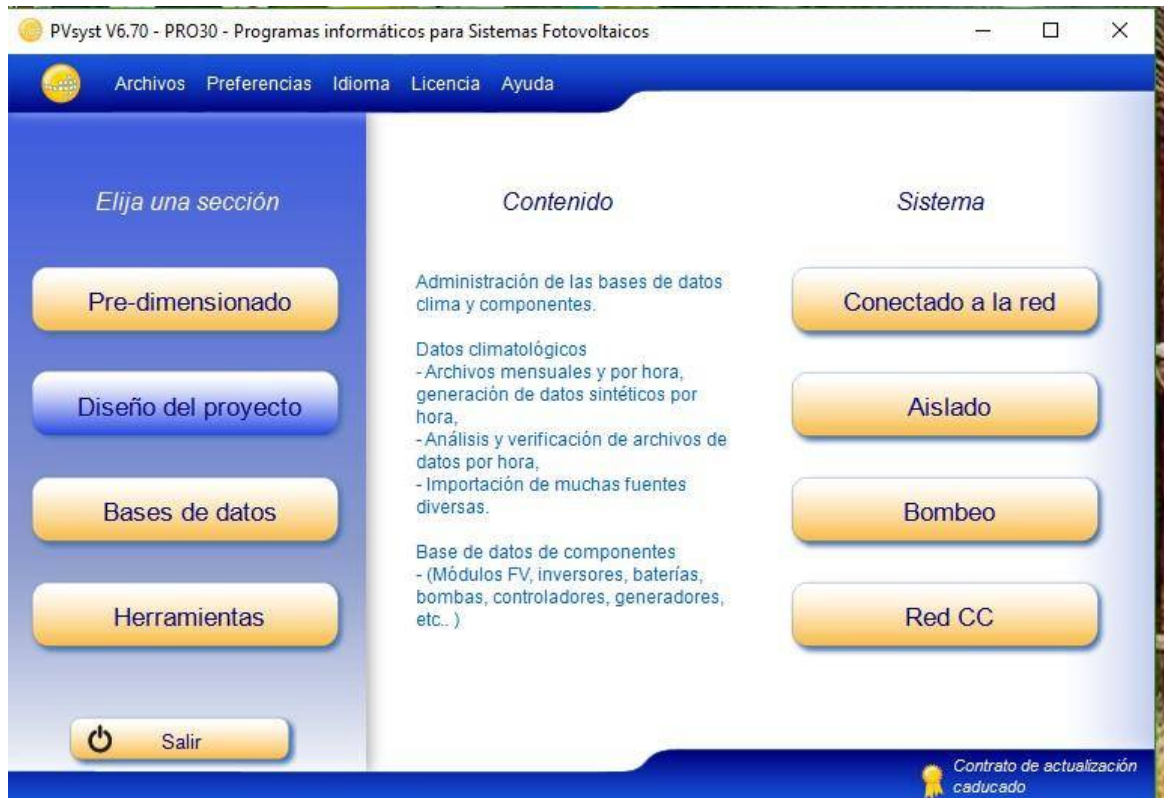 PVsyst V6.70 - PRO30 - Programas informáticos para Sistemas Fotovoltaicos
Archivos Preferencias Idioma Licencia Ayuda
Elija una sección
Pre-dimensionado
Diseño del proyecto
Bases de datos
Herramientas
Salir
Contenido
Administración de las bases de datos
clima y componentes.
Datos climatológicos
- Archivos mensuales y por hora,
generación de datos sintéticos por
hora,
- Análisis y verificación de archivos de
datos por hora,
- Importación de muchas fuentes
diversas.
Base de datos de componentes
- (Módulos FV, inversores, baterías,
bombas, controladores, generadores,
etc.. )
Sistema
Conectado a la red
Aislado
Bombeo
Red CC
Contrato de actualización
caducado